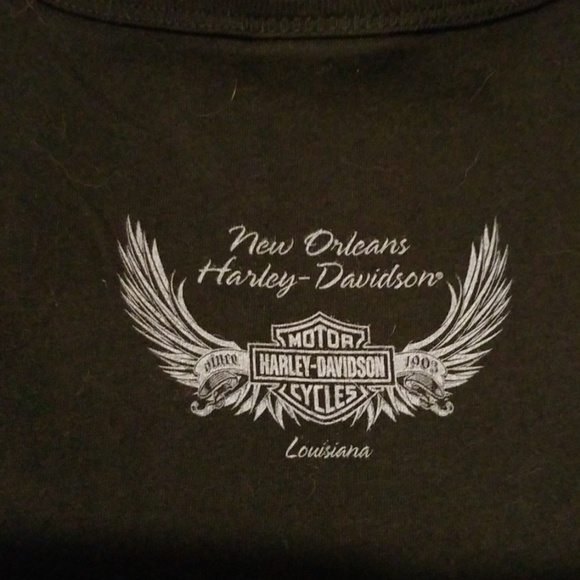 New Orleans
Harley-Davidson®
MOTOR
since HARLEY-DAVIDSON 1903
CYCLES
Louisiana